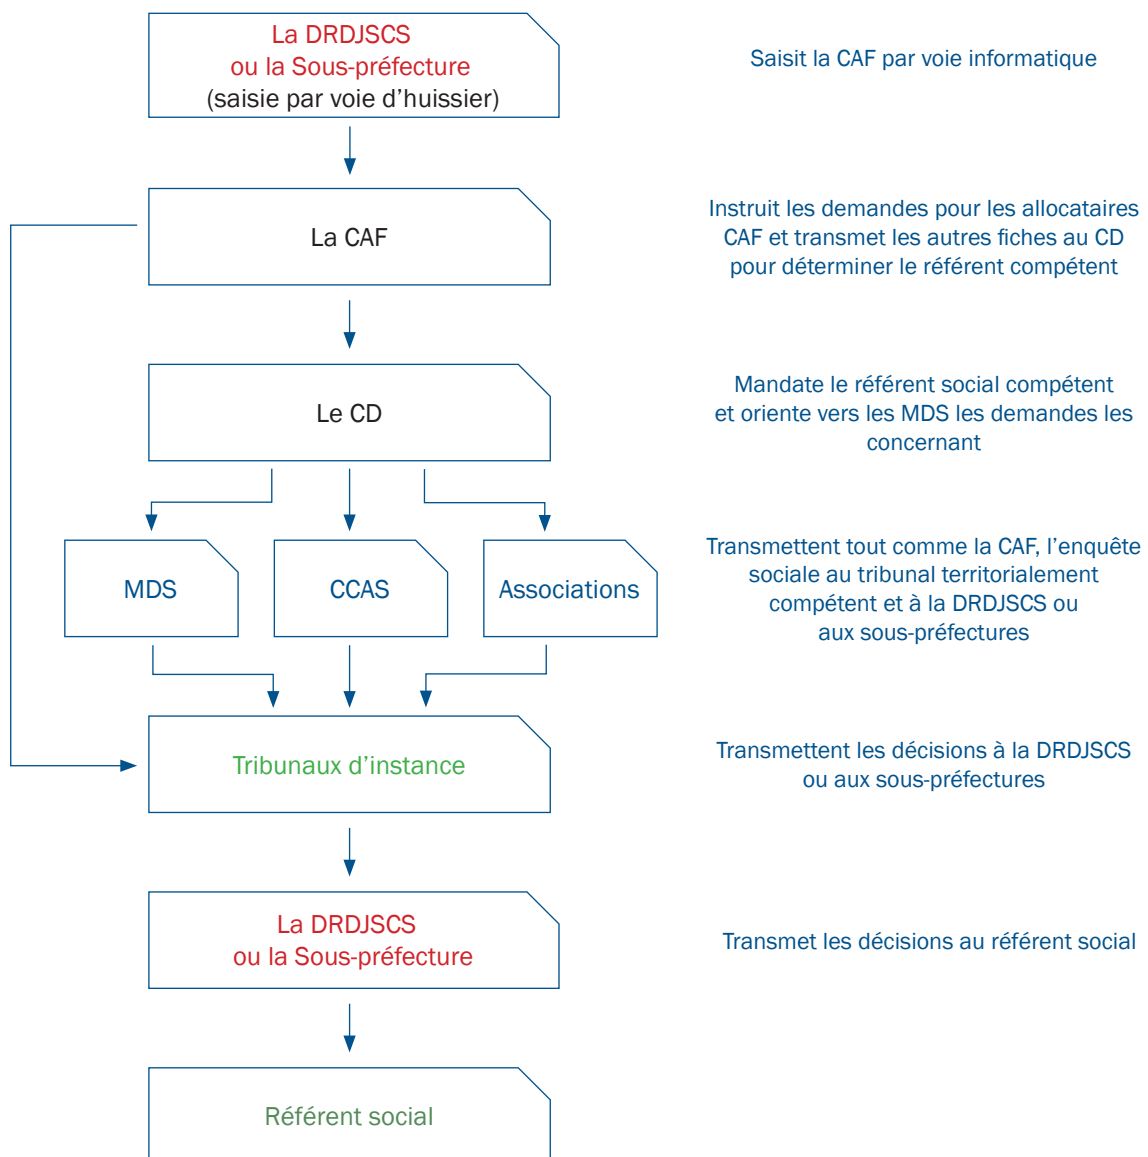 La DRDJSCS
ou la Sous-préfecture
(saisie par voie d'huissier)
Saisit la CAF par voie informatique
La CAF
Instruit les demandes pour les allocataires
CAF et transmet les autres fiches au CD
pour déterminer le référent compétent
Le CD
Mandate le référent social compétent
et oriente vers les MDS les demandes les
concernant
MDS
CCAS
Associations
Transmettent tout comme la CAF, l'enquête
sociale au tribunal territorialement
compétent et à la DRDJSCS ou
aux sous-préfectures
Tribunaux d'instance
Transmettent les décisions à la DRDJSCS
ou aux sous-préfectures
La DRDJSCS
ou la Sous-préfecture
Transmet les décisions au référent social
Référent social